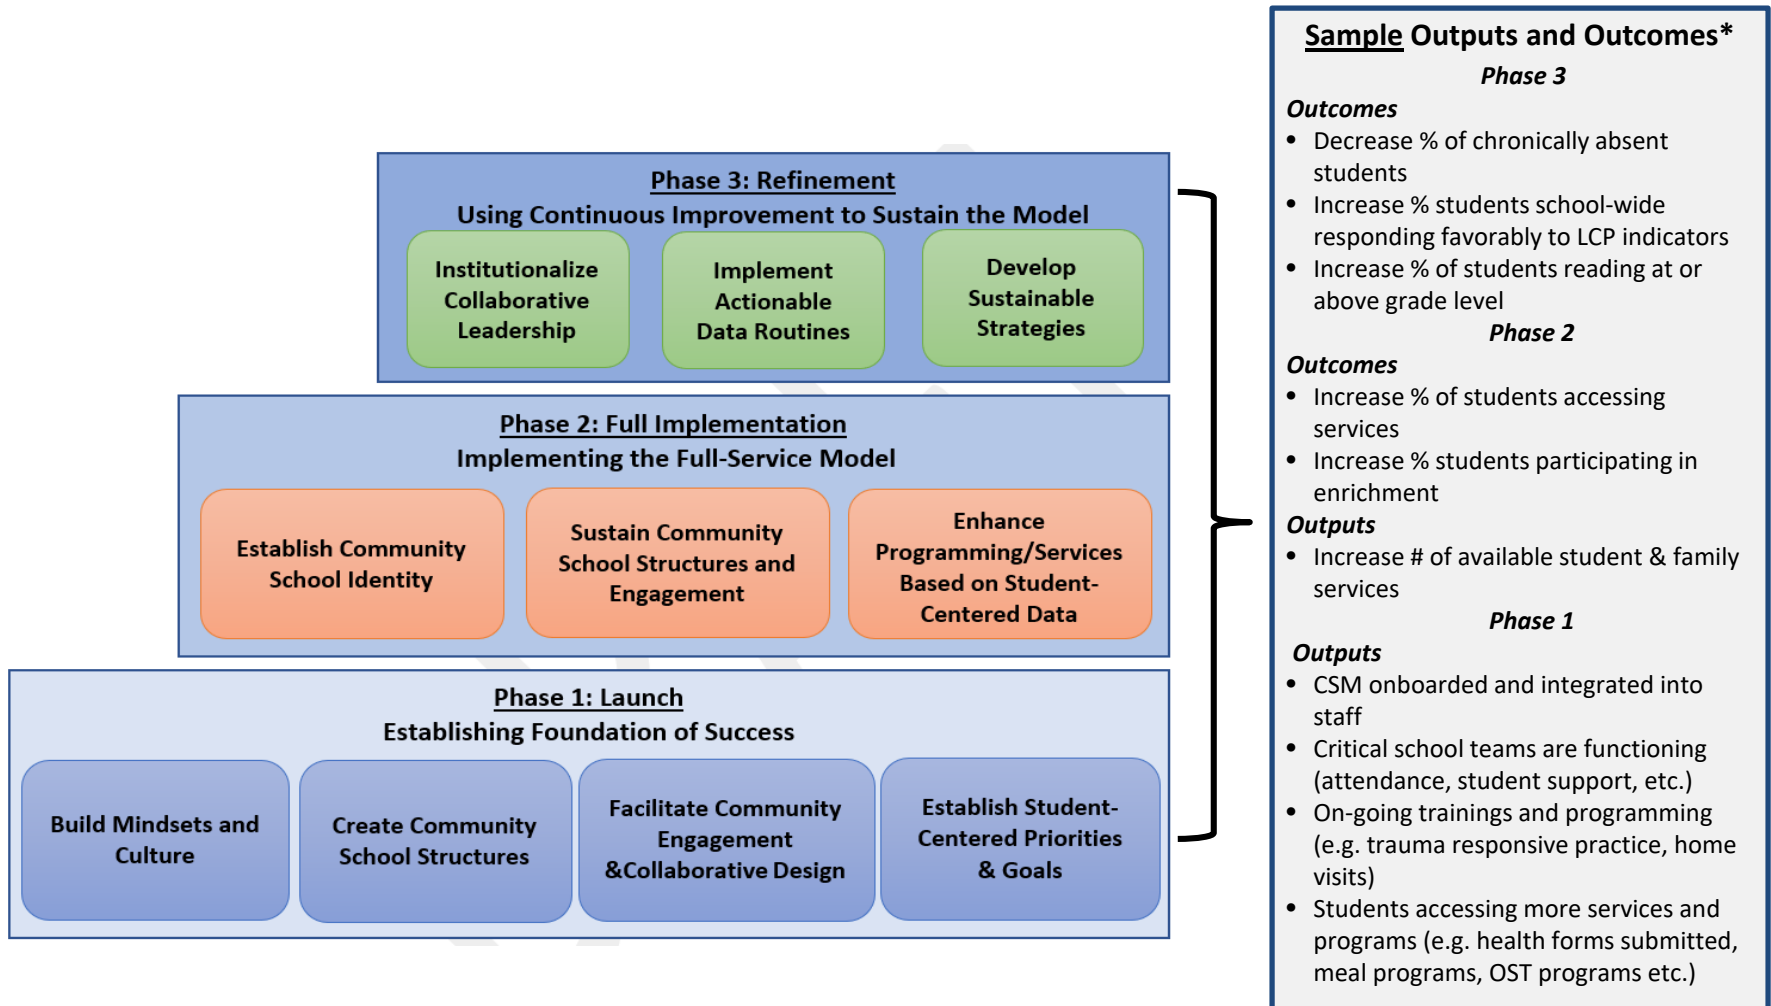 Phase 3: Refinement
Using Continuous Improvement to Sustain the Model
Institutionalize
Collaborative
Leadership
Implement
Actionable
Data Routines
Develop
Sustainable
Strategies
Phase 2: Full Implementation
Implementing the Full-Service Model
Establish Community
School Identity
Sustain Community
School Structures and
Engagement
Enhance
Programming/Services
Based on Student-
Centered Data
Phase 1: Launch
Establishing Foundation of Success
Build Mindsets and
Culture
Create Community
School Structures
Facilitate Community
Engagement
&Collaborative Design
Establish Student-
Centered Priorities
& Goals
Sample Outputs and Outcomes*
Phase 3
Outcomes
• Decrease % of chronically absent
students
• Increase % students school-wide
responding favorably to LCP indicators
• Increase % of students reading at or
above grade level
Phase 2
Outcomes
• Increase % of students accessing
services
• Increase % students participating in
enrichment
Outputs
• Increase # of available student & family
services
Phase 1
Outputs
• CSM onboarded and integrated into
staff
• Critical school teams are functioning
(attendance, student support, etc.)
• On-going trainings and programming
(e.g. trauma responsive practice, home
visits)
• Students accessing more services and
programs (e.g. health forms submitted,
meal programs, OST programs etc.)